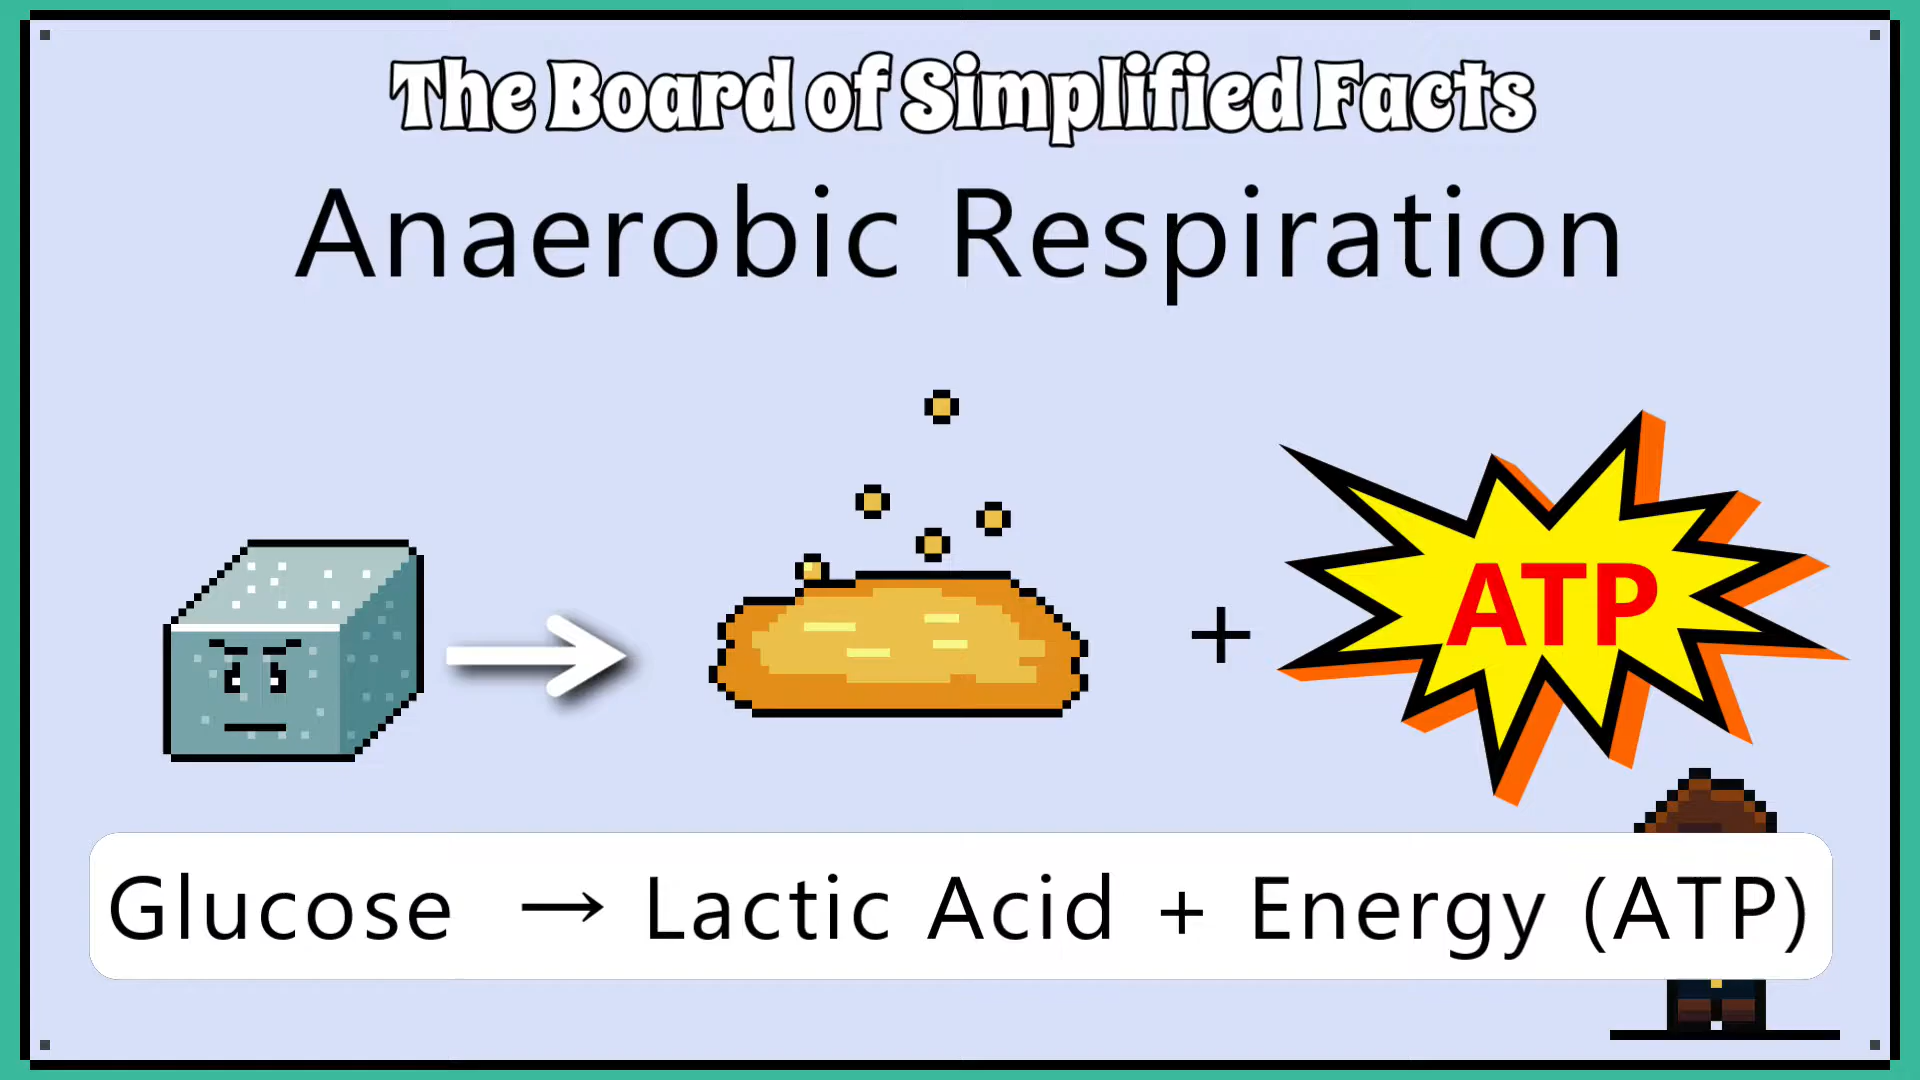 The Board of Simplified Facts
Anaerobic Respiration
+ ATP
Glucose → Lactic Acid + Energy (ATP)